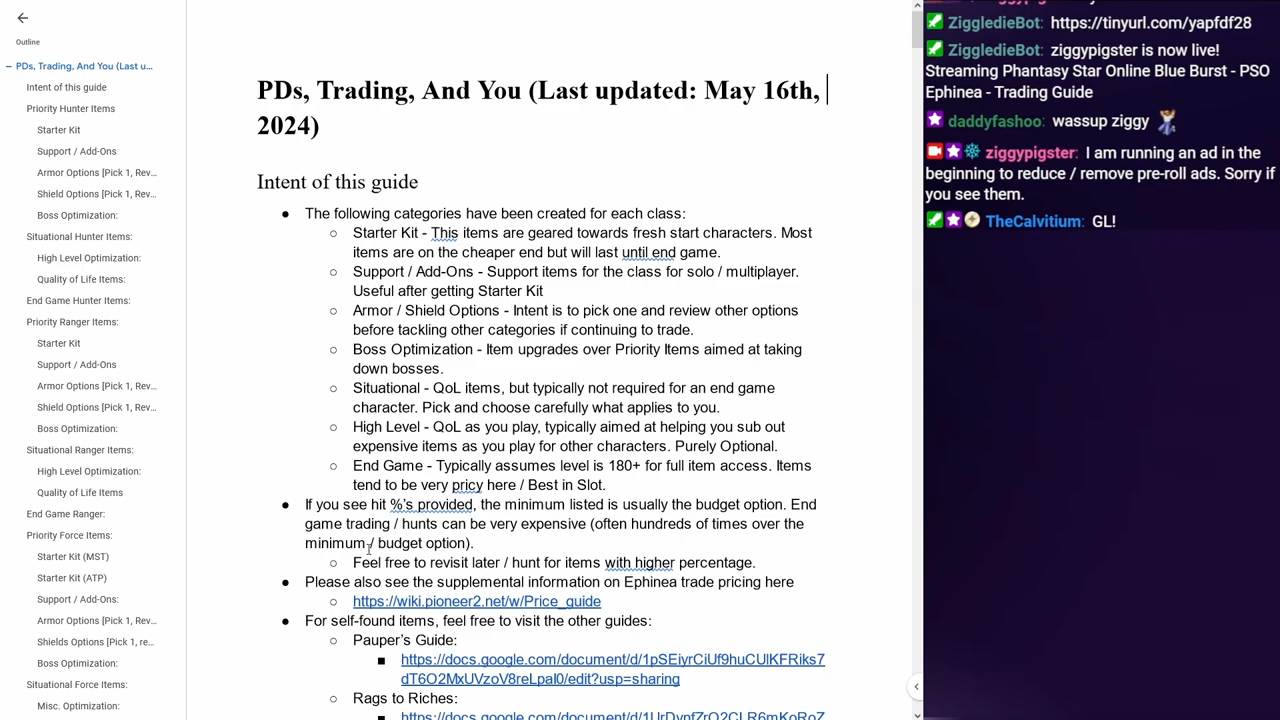 Outline
PDs, Trading, And You (Last u...
Intent of this guide
Priority Hunter Items
Starter Kit
Support / Add-Ons
Armor Options [Pick 1, Rev...
Shield Options [Pick 1, Rev...
Boss Optimization:
Situational Hunter Items:
High Level Optimization:
Quality of Life Items:
End Game Hunter Items:
Priority Ranger Items:
Starter Kit
Support / Add-Ons
Armor Options [Pick 1, Rev...
Shield Options [Pick 1, Rev...
Boss Optimization:
Situational Ranger Items:
High Level Optimization:
Quality of Life Items
End Game Ranger:
Priority Force Items:
Starter Kit (MST)
Starter Kit (ATP)
Support / Add-Ons:
Armor Options [Pick 1, Rev...
Shields Options [Pick 1, re...
Boss Optimization:
Situational Force Items:
Misc. Optimization:
PDs, Trading, And You (Last updated: May 16th,
2024)
Intent of this guide
● The following categories have been created for each class:
○ Starter Kit - This items are geared towards fresh start characters. Most
items are on the cheaper end but will last until end game.
○ Support / Add-Ons - Support items for the class for solo / multiplayer.
Useful after getting Starter Kit
○ Armor / Shield Options - Intent is to pick one and review other options
before tackling other categories if continuing to trade.
○ Boss Optimization - Item upgrades over Priority Items aimed at taking
down bosses.
○ Situational - QoL items, but typically not required for an end game
character. Pick and choose carefully what applies to you.
○ High Level - QoL as you play, typically aimed at helping you sub out
expensive items as you play for other characters. Purely Optional.
○ End Game - Typically assumes level is 180+ for full item access. Items
tend to be very pricy here / Best in Slot.
● If you see hit %'s provided, the minimum listed is usually the budget option. End
game trading / hunts can be very expensive (often hundreds of times over the
minimum / budget option).
○ Feel free to revisit later / hunt for items with higher percentage.
● Please also see the supplemental information on Ephinea trade pricing here
○ https://wiki.pioneer2.net/w/Price_guide
● For self-found items, feel free to visit the other guides:
○ Pauper's Guide:
■ https://docs.google.com/document/d/1pSEiyrCiUf9huCUlKFRiks7
dT6O2MxUVzoV8reLpal0/edit?usp=sharing
○ Rags to Riches:
ZiggledieBot: https://tinyurl.com/yapfdf28
ZiggledieBot: ziggypigster is now live!
Streaming Phantasy Star Online Blue Burst - PSO
Ephinea - Trading Guide
daddyfashoo: wassup ziggy
ziggypigster: I am running an ad in the
beginning to reduce / remove pre-roll ads. Sorry if
you see them.
TheCalvitium: GL!